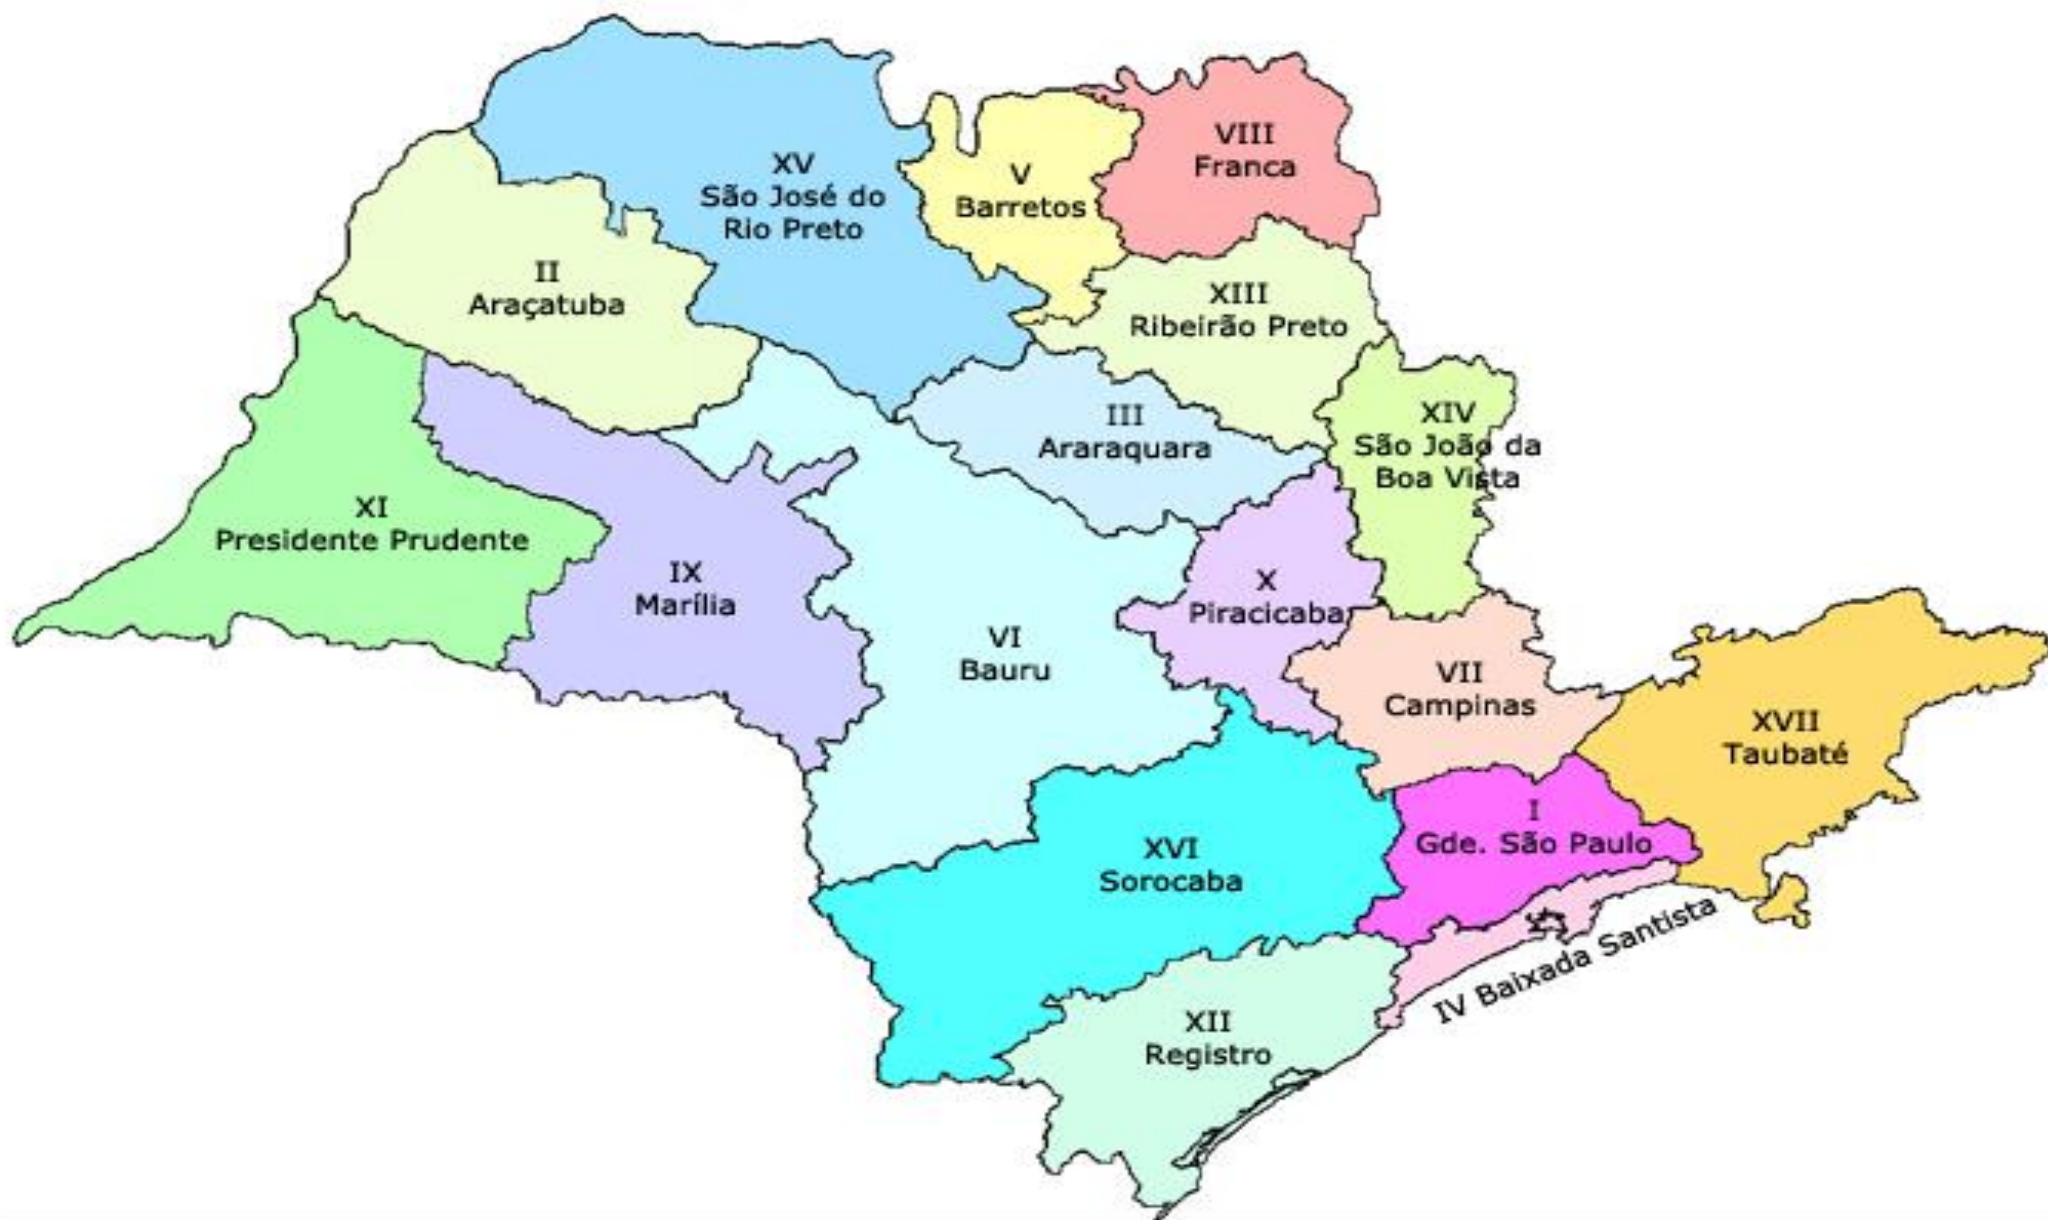 VIII
Franca
XV
São José do
Rio Preto
V
Barretos
II
Araçatuba
XIII
Ribeirão Preto
III
Araraquara
XIV
São João da
Boa Vista
XI
Presidente Prudente
IX
Marília
X
Piracicaba
VI
Bauru
VII
Campinas
XVII
Taubaté
I
Gde. São Paulo
XVI
Sorocaba
IV Baixada Santista
XII
Registro